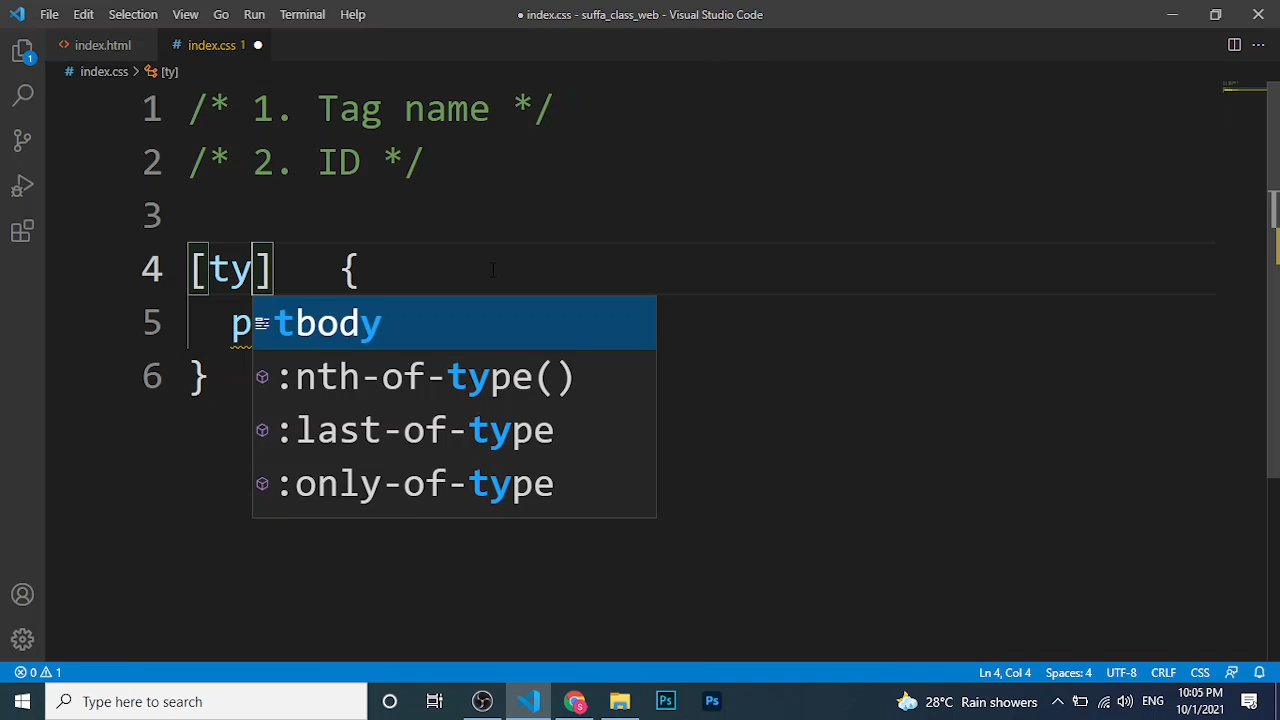 File Edit Selection View Go Run Terminal Help
● index.css - suffa_class_web - Visual Studio Code
index.html
# index.css 1 ●
# index.css > [ty]
1 /* 1. Tag name */
2 /* 2. ID */
3
4 [ty] {
5 p
tbody
:nth-of-type()
:last-of-type
:only-of-type
6 }
1
0 1
Ln 4, Col 4 Spaces: 4 UTF-8 CRLF CSS
Type here to search
Ps Ps
28°C Rain showers
ENG
10:05 PM
10/1/2021